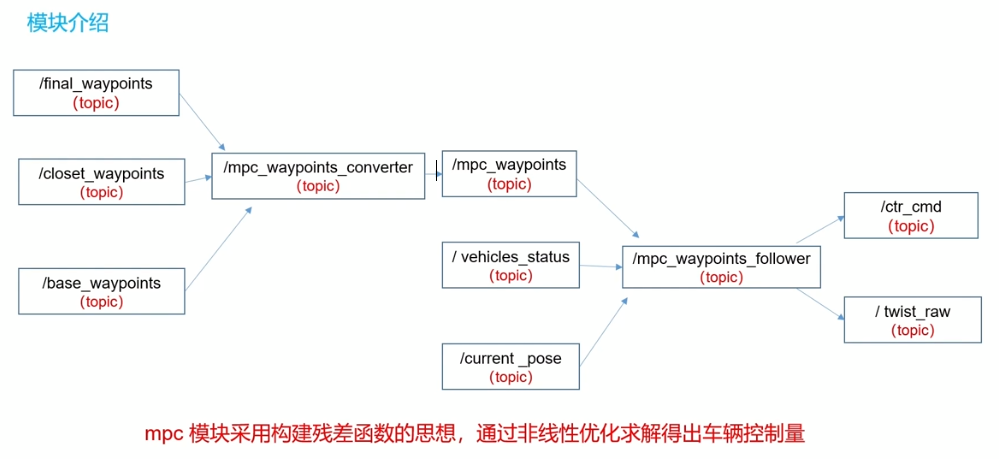 模块介绍
/final_waypoints
(topic)
/closet_waypoints
(topic)
/base_waypoints
(topic)
/mpc_waypoints_converter
(topic)
/mpc_waypoints
(topic)
/ vehicles_status
(topic)
/current _pose
(topic)
/mpc_waypoints_follower
(topic)
/ctr_cmd
(topic)
/ twist_raw
(topic)
mpc 模块采用构建残差函数的思想，通过非线性优化求解得出车辆控制量